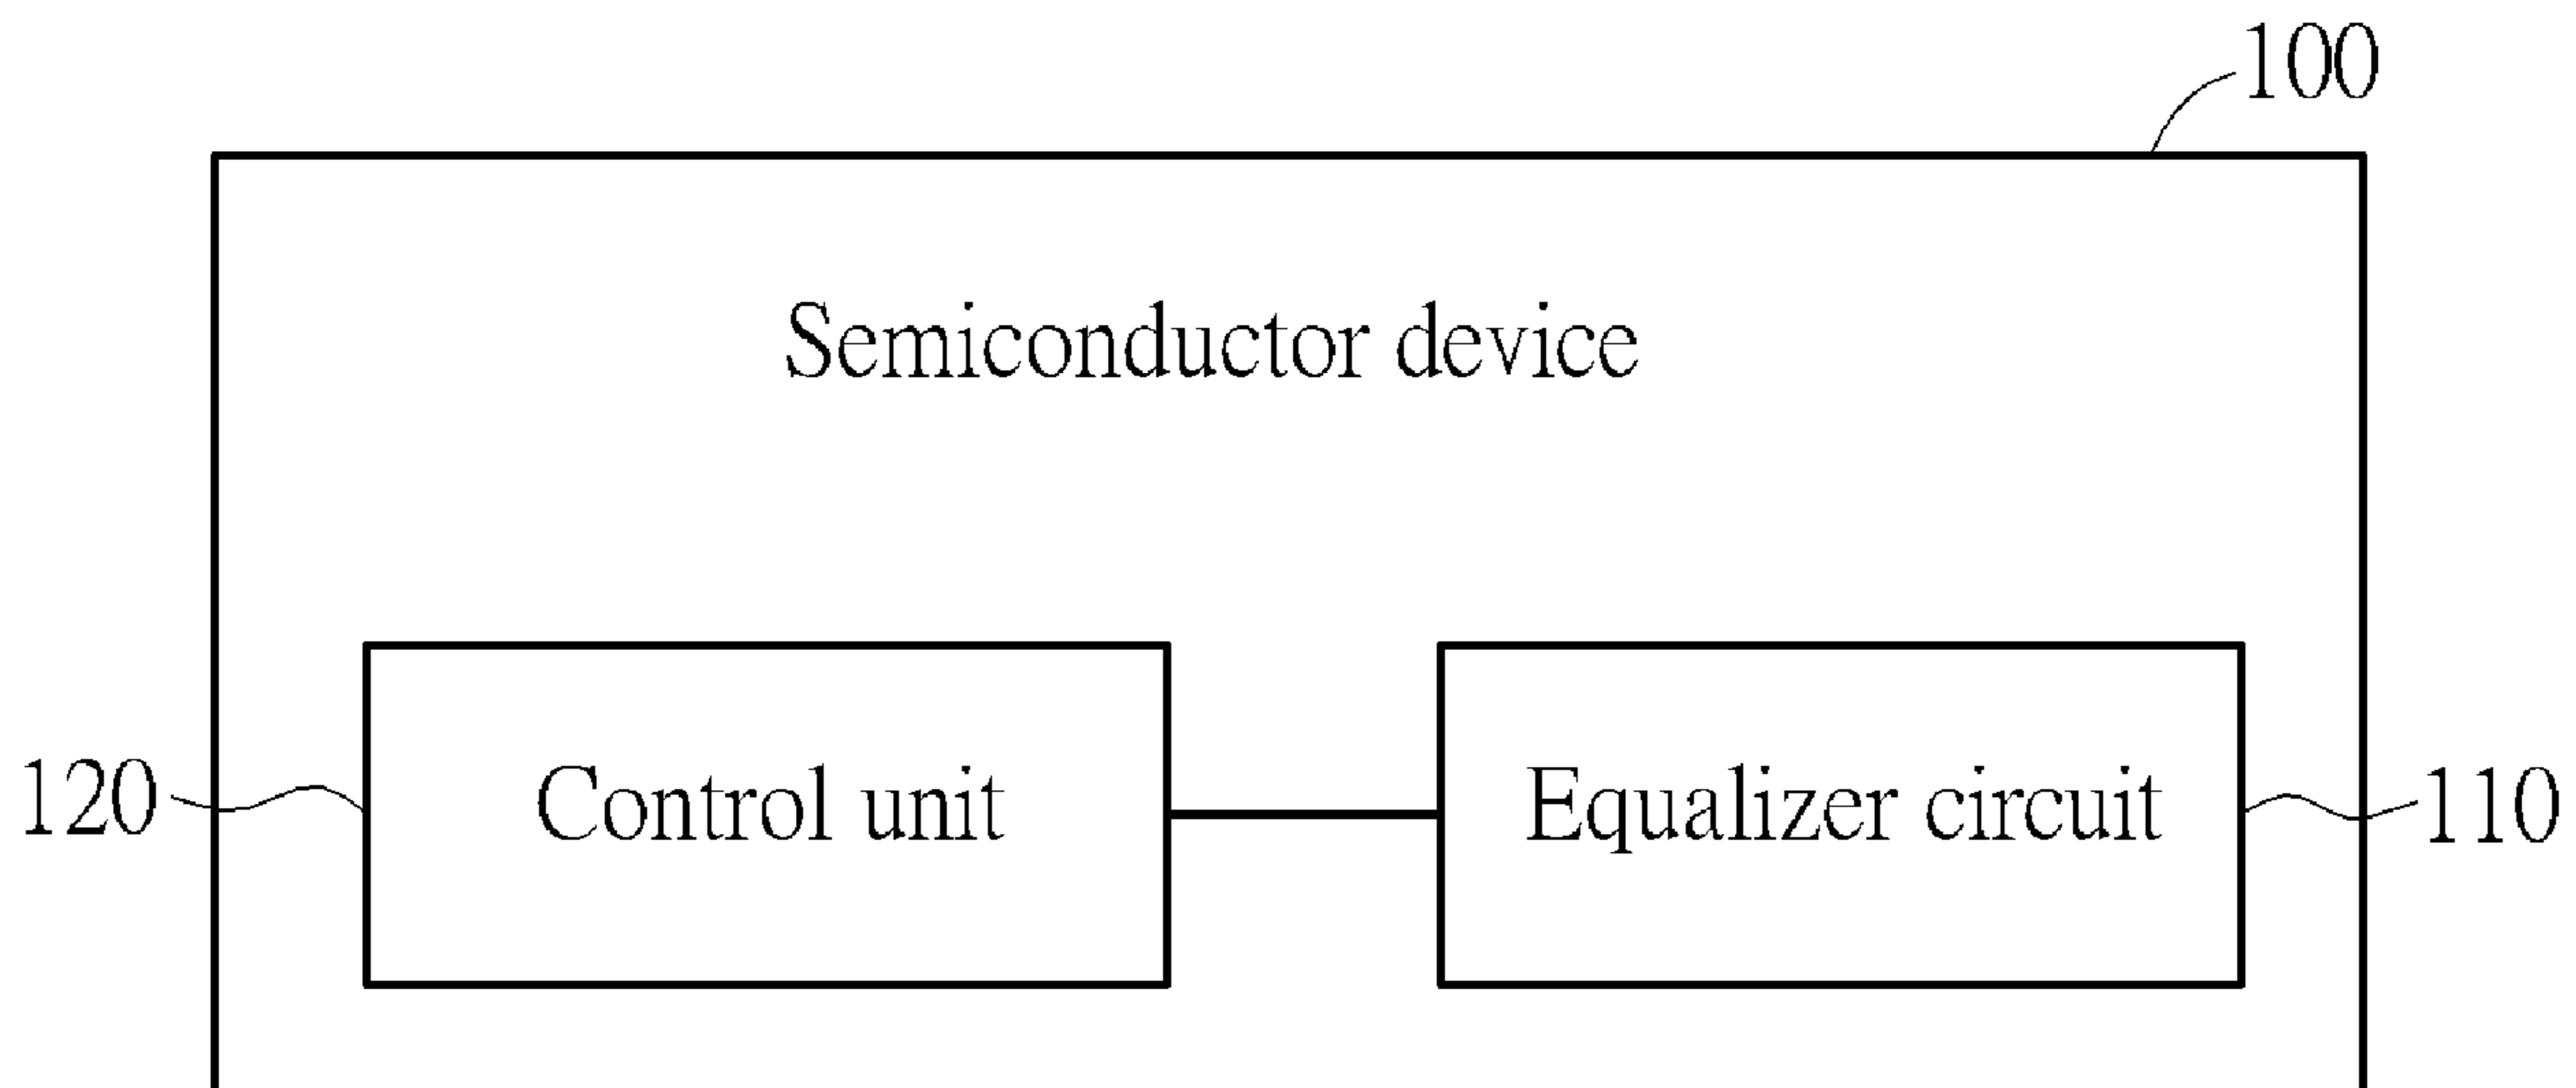 100
Semiconductor device
120
Control unit
Equalizer circuit
110